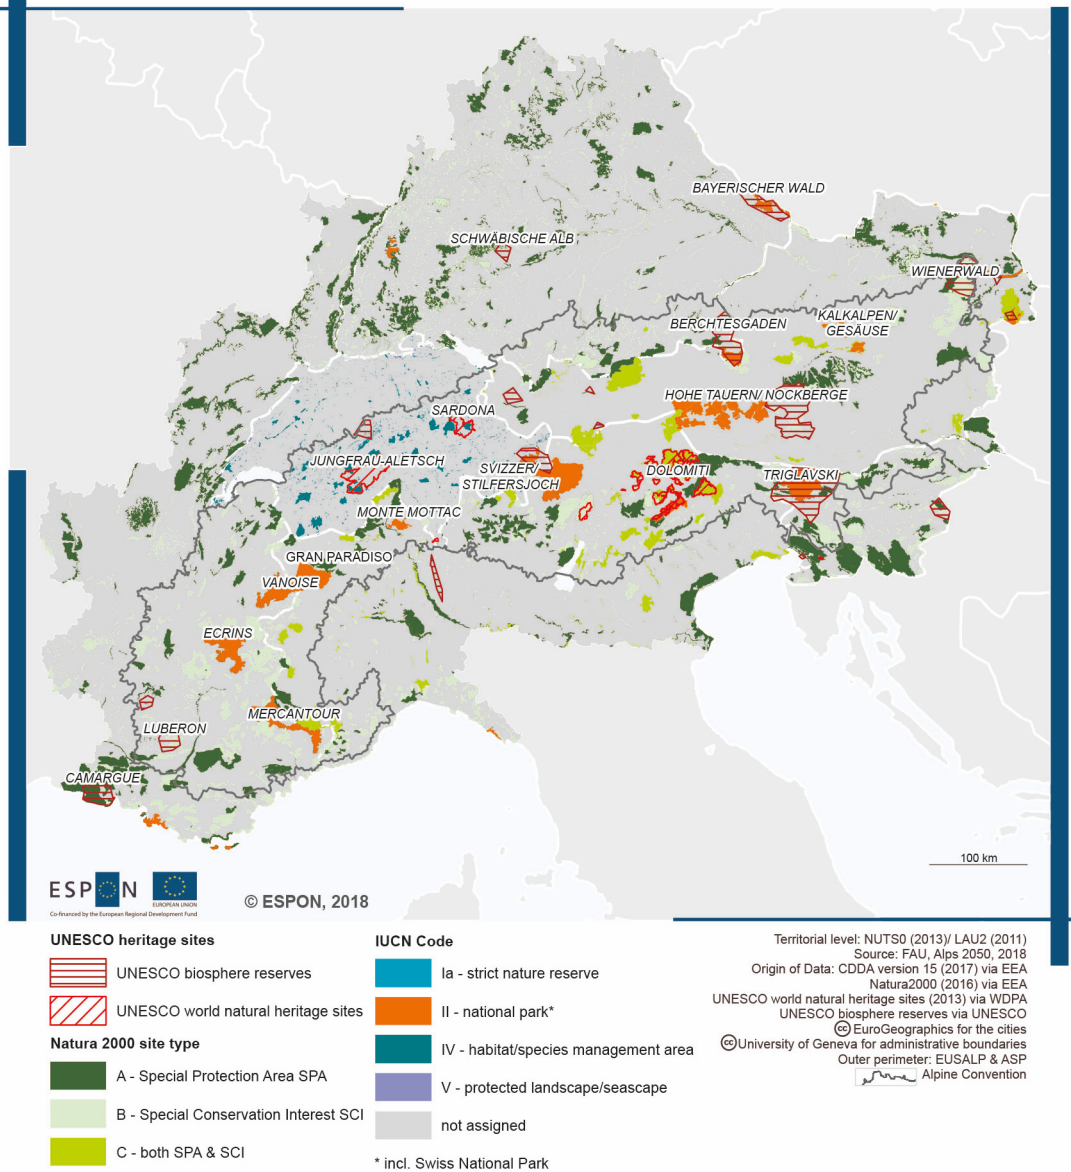 BAYERISCHER WALD
SCHWÄBISCHE ALB
WIENERWALD
BERCHTESGADEN
KALKALPEN/
GESÄUSE
HOHE TAUERN/ NOCKBERGE
SARDONA
JUNGFRAU-ALETSCH
SVIZZER/
STILFERSJOCH
DOLOMITI
TRIGLAVSKI
MONTE MOTTAC
GRAN PARADISO
VANOISE
ECRINS
MERCANTOUR
LUBERON
CAMARGUE
100 km
ESPON
EUROPEAN UNION
Co-financed by the European Regional Development Fund
© ESPON, 2018
UNESCO heritage sites
UNESCO biosphere reserves
UNESCO world natural heritage sites
Natura 2000 site type
A - Special Protection Area SPA
B - Special Conservation Interest SCI
C - both SPA & SCI
IUCN Code
Ia - strict nature reserve
II - national park*
IV - habitat/species management area
V - protected landscape/seascape
not assigned
* incl. Swiss National Park
Territorial level: NUTS0 (2013)/ LAU2 (2011)
Source: FAU, Alps 2050, 2018
Origin of Data: CDDA version 15 (2017) via EEA
Natura2000 (2016) via EEA
UNESCO world natural heritage sites (2013) via WDPA
UNESCO biosphere reserves via UNESCO
cc EuroGeographics for the cities
cc University of Geneva for administrative boundaries
Outer perimeter: EUSALP & ASP
Alpine Convention